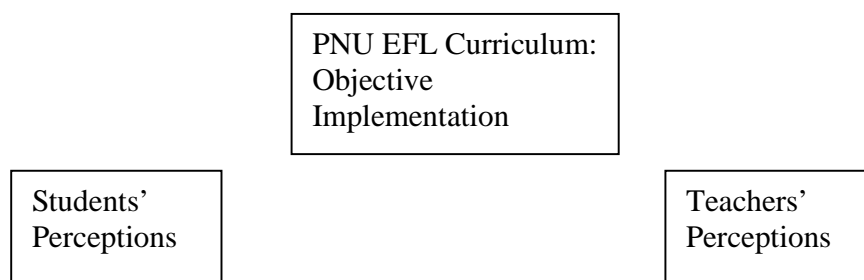 PNU EFL Curriculum:
Objective
Implementation
Students’
Perceptions
Teachers’
Perceptions